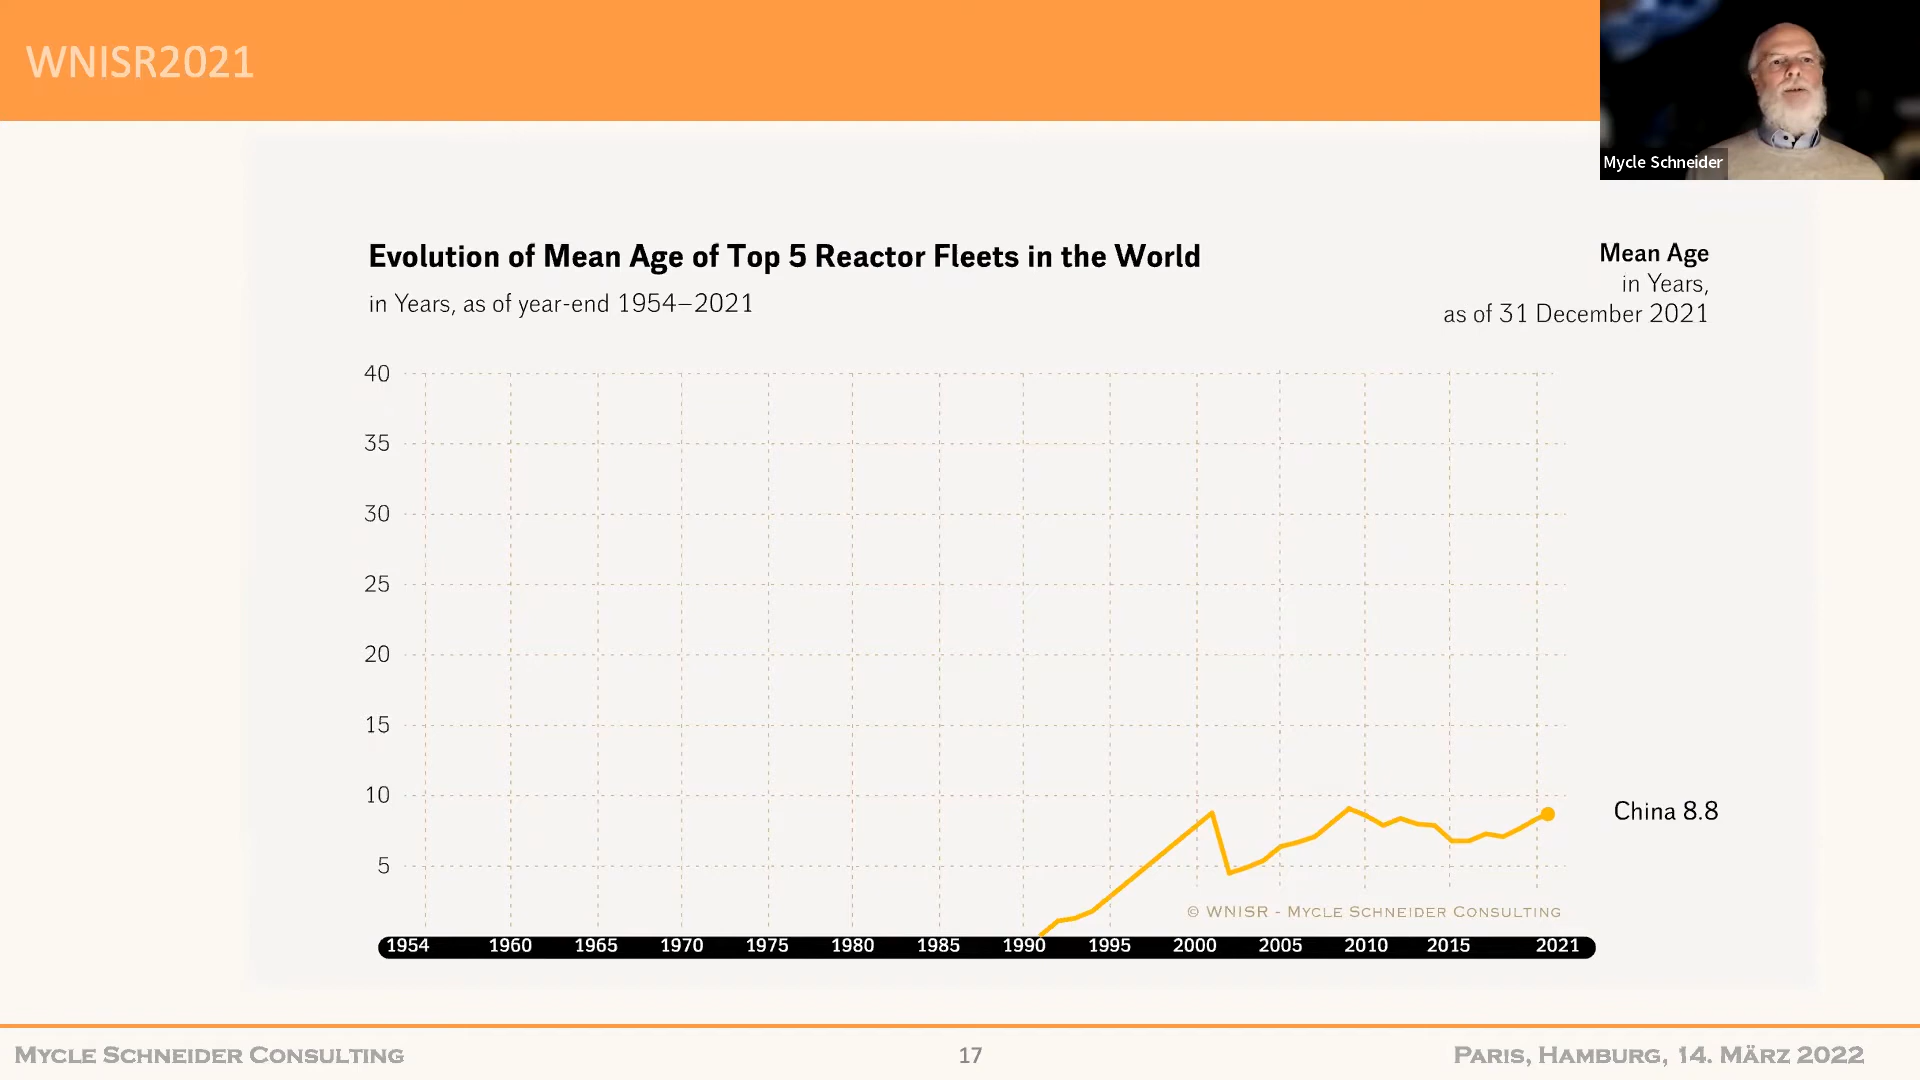 WNISR2021
Mycle Schneider
Evolution of Mean Age of Top 5 Reactor Fleets in the World
in Years, as of year-end 1954–2021
Mean Age
in Years,
as of 31 December 2021
40
35
30
25
20
15
10
5
China 8.8
© WNISR - Mycle Schneider Consulting
1954 1960 1965 1970 1975 1980 1985 1990 1995 2000 2005 2010 2015 2021
Mycle Schneider Consulting
17
Paris, Hamburg, 14. März 2022